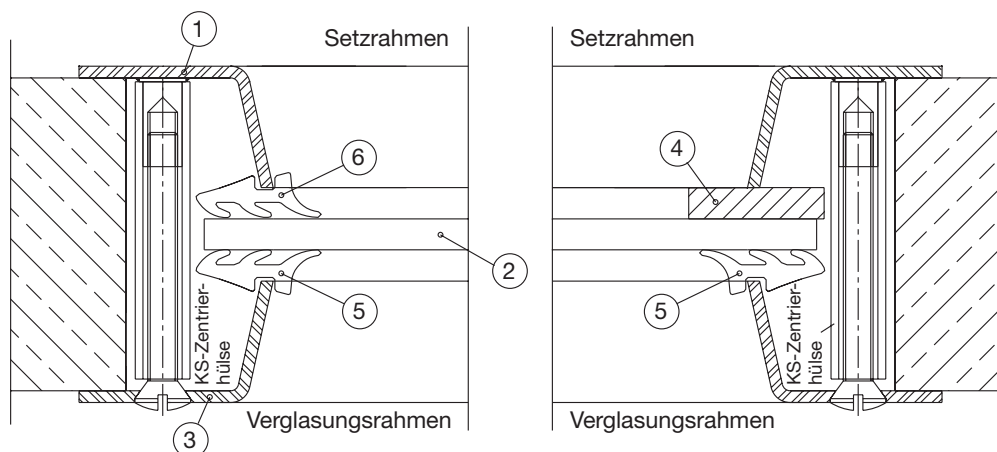 1
Setzrahmen
Setzrahmen
6
4
2
5
5
KS-Zentrier-
hülse
KS-Zentrier-
hülse
3
Verglasungsrahmen
Verglasungsrahmen